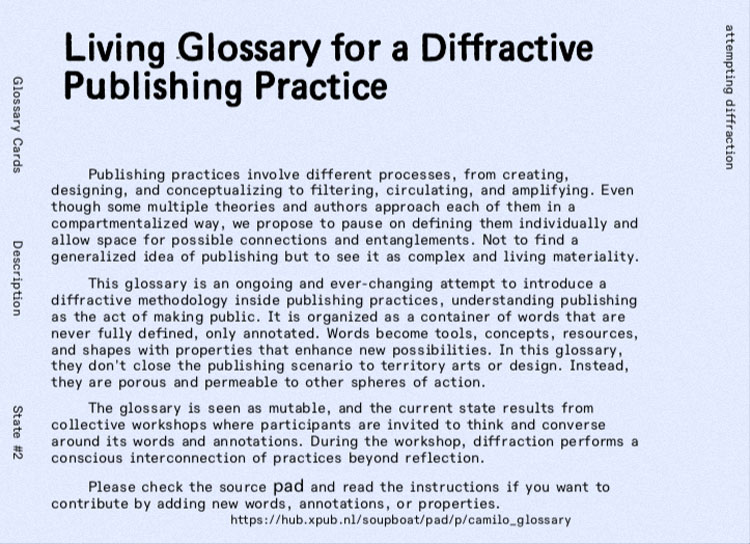 Living Glossary for a Diffractive
Publishing Practice
attempting diffraction
Glossary Cards
Description
State #2
Publishing practices involve different processes, from creating,
designing, and conceptualizing to filtering, circulating, and amplifying. Even
though some multiple theories and authors approach each of them in a
compartmentalized way, we propose to pause on defining them individually and
allow space for possible connections and entanglements. Not to find a
generalized idea of publishing but to see it as complex and living materiality.
This glossary is an ongoing and ever-changing attempt to introduce a
diffractive methodology inside publishing practices, understanding publishing
as the act of making public. It is organized as a container of words that are
never fully defined, only annotated. Words become tools, concepts, resources,
and shapes with properties that enhance new possibilities. In this glossary,
they don't close the publishing scenario to territory arts or design. Instead,
they are porous and permeable to other spheres of action.
The glossary is seen as mutable, and the current state results from
collective workshops where participants are invited to think and converse
around its words and annotations. During the workshop, diffraction performs a
conscious interconnection of practices beyond reflection.
Please check the source pad and read the instructions if you want to
contribute by adding new words, annotations, or properties.
https://hub.xpub.nl/soupboat/pad/p/camilo_glossary